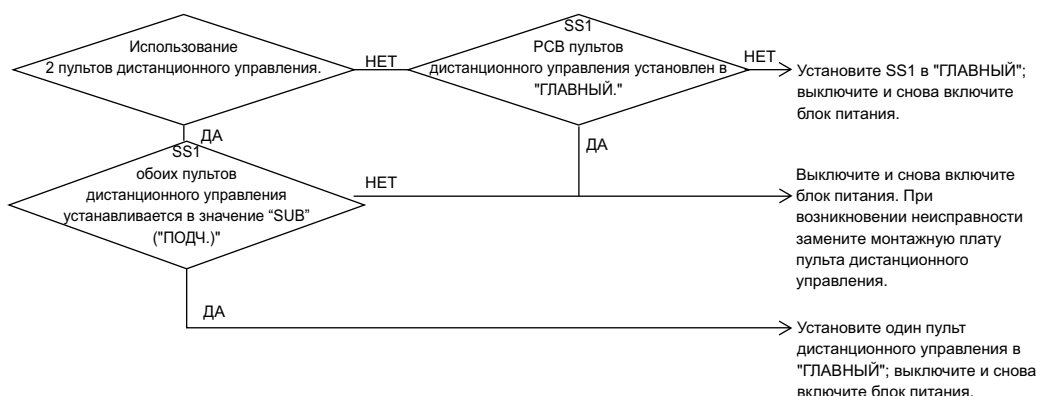 Использование
2 пультов дистанционного управления.
НЕТ
SS1
PCB пультов
дистанционного управления установлен в
"ГЛАВНЫЙ."
НЕТ
Установите SS1 в "ГЛАВНЫЙ";
выключите и снова включите
блок питания.
ДА
ДА
SS1
обоих пультов
дистанционного управления
устанавливается в значение “SUB”
("ПОДЧ.)"
НЕТ
Выключите и снова включите
блок питания. При
возникновении неисправности
замените монтажную плату
пульта дистанционного
управления.
ДА
Установите один пульт
дистанционного управления в
"ГЛАВНЫЙ"; выключите и снова
включите блок питания.